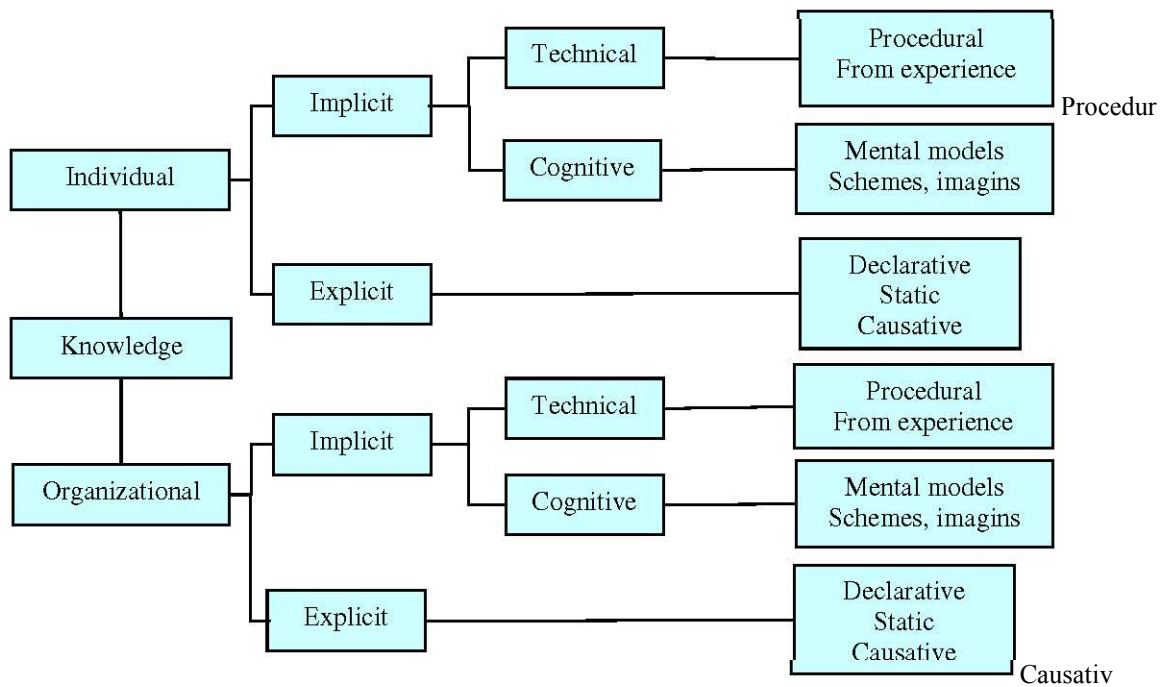 Technical
Procedural
From experience
Procedur
Implicit
Cognitive
Mental models
Schemes, imagins
Individual
Explicit
Declarative
Static
Causative
Knowledge
Technical
Procedural
From experience
Implicit
Organizational
Cognitive
Mental models
Schemes, imagins
Explicit
Declarative
Static
Causative
Causativ